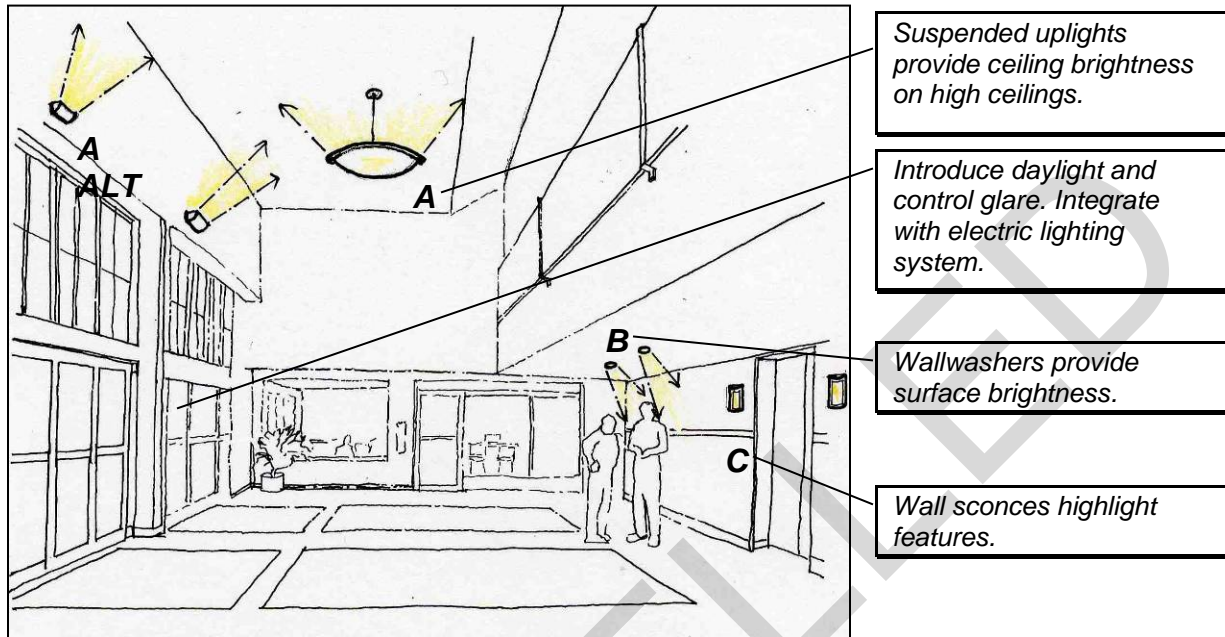 Suspended uplights
provide ceiling brightness
on high ceilings.
A
ALT
A
Introduce daylight and
control glare. Integrate
with electric lighting
system.
B
Wallwashers provide
surface brightness.
C
Wall sconces highlight
features.